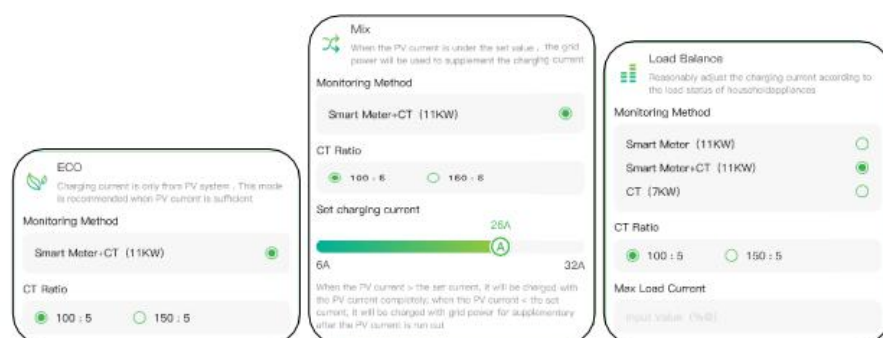 ECO
Charging current is only from PV system . This mode
is recommended when PV current is sufficient
Monitoring Method
Smart Meter+CT (11KW)
CT Ratio
100 : 5
150 : 5
Mix
When the PV current is under the set value , the grid
power will be used to supplement the charging current
Monitoring Method
Smart Meter+CT (11KW)
CT Ratio
100 : 5
150 : 5
Set charging current
26A
A
6A
32A
When the PV current > the set current, it will be charged with
the PV current completely; when the PV current < the set
current, it will be charged with grid power for supplementary
after the PV current is run out
Load Balance
Reasonably adjust the charging current according to
the load status of householdappliances
Monitoring Method
Smart Meter (11KW)
Smart Meter+CT (11KW)
CT (7KW)
CT Ratio
100 : 5
150 : 5
Max Load Current
Input Value